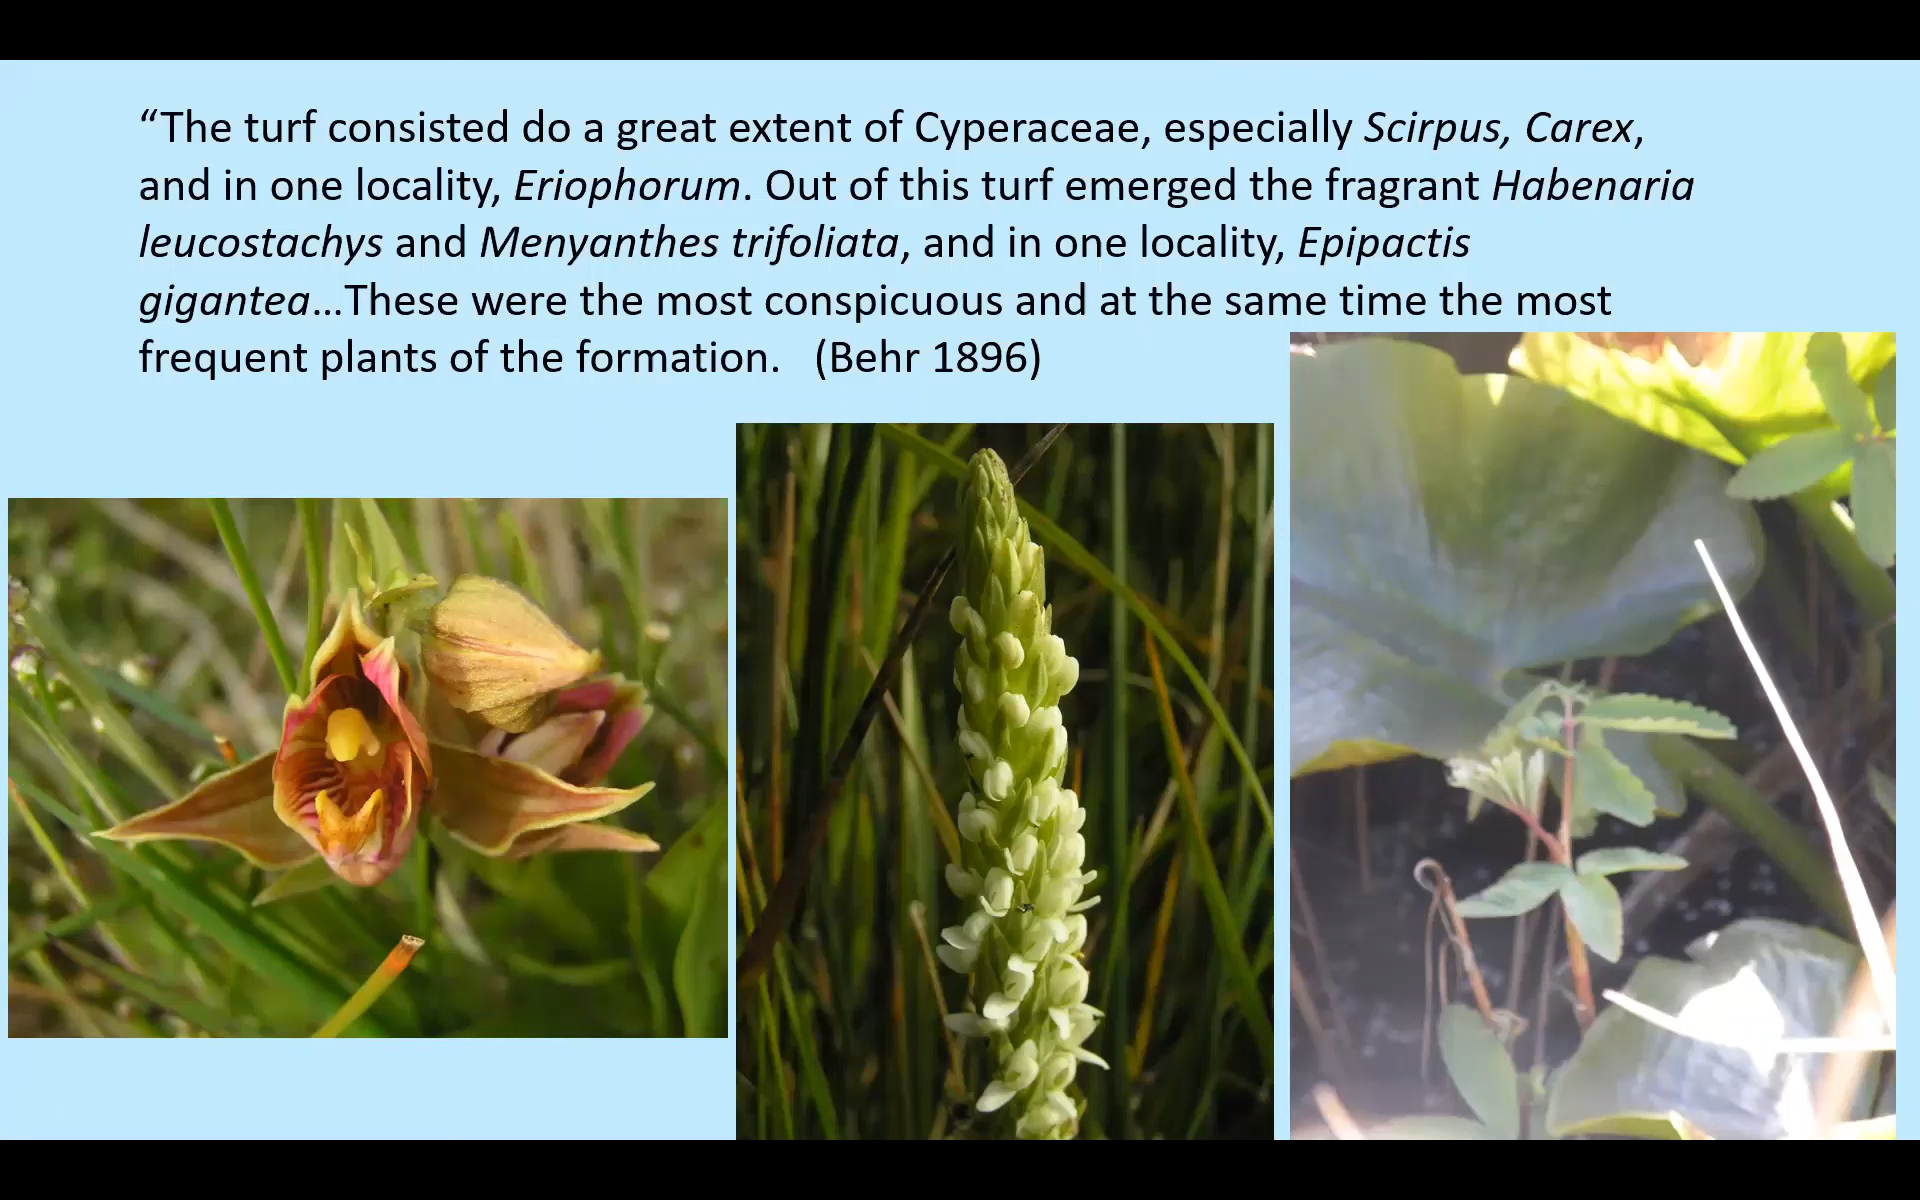 “The turf consisted do a great extent of Cyperaceae, especially Scirpus, Carex,
and in one locality, Eriophorum. Out of this turf emerged the fragrant Habenaria
leucostachys and Menyanthes trifoliata, and in one locality, Epipactis
gigantea…These were the most conspicuous and at the same time the most
frequent plants of the formation.   (Behr 1896)